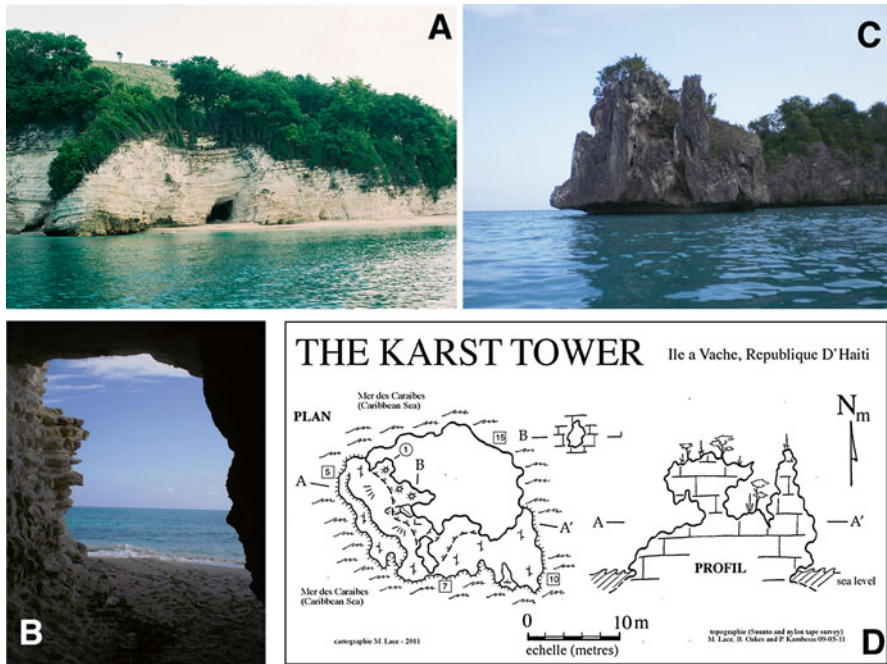 A
C
B
THE KARST TOWER
Ile a Vache, Republique D'Haiti
Mer des Caraibes
(Caribbean Sea)
PLAN
Nm
B
15
1
5
B
A
A'
A
A'
7
10
PROFIL
sea level
Mer des Caraibes
(Caribbean Sea)
0 10 m
echelle (metres)
cartographie M. Lace - 2011
topographie (Suunto and nylon tape survey)
M. Lace, B. Oakes and P. Kambesis 09-05-11
D